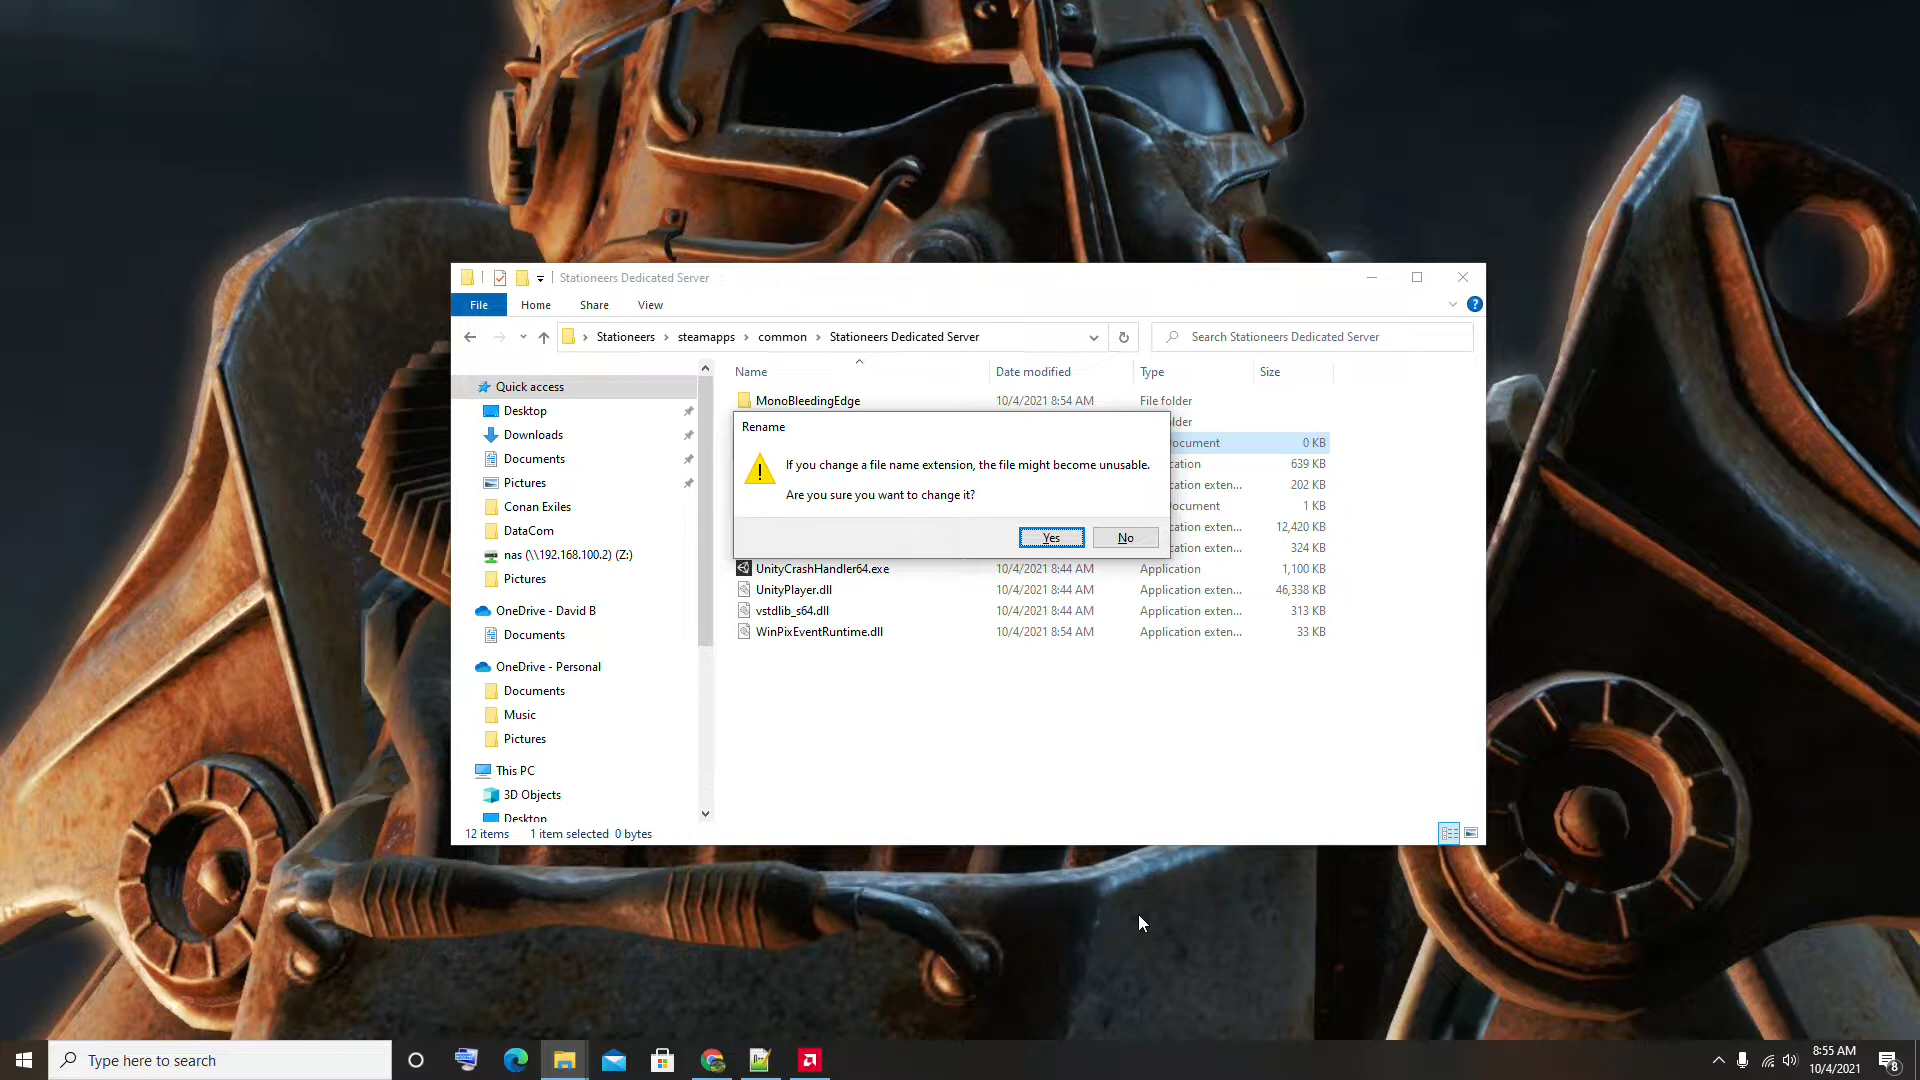 Stationeers Dedicated Server
File Home Share View
Stationeers steamapps common Stationeers Dedicated Server
Search Stationeers Dedicated Server
Name Date modified Type Size
Quick access
Desktop
Downloads
Documents
Pictures
Conan Exiles
DataCom
nas (\\192.168.100.2) (Z:)
Pictures
OneDrive - David B
Documents
OneDrive - Personal
Documents
Music
Pictures
This PC
3D Objects
Desktop
MonoBleedingEdge 10/4/2021 8:54 AM File folder
older
ocument 0 KB
cation 639 KB
cation exten... 202 KB
ocument 1 KB
cation exten... 12,420 KB
cation exten... 324 KB
Rename
If you change a file name extension, the file might become unusable.
Are you sure you want to change it?
Yes No
UnityCrashHandler64.exe 10/4/2021 8:44 AM Application 1,100 KB
UnityPlayer.dll 10/4/2021 8:44 AM Application exten... 46,338 KB
vstdlib_s64.dll 10/4/2021 8:44 AM Application exten... 313 KB
WinPixEventRuntime.dll 10/4/2021 8:54 AM Application exten... 33 KB
12 items 1 item selected 0 bytes
Type here to search
8:55 AM
10/4/2021
8